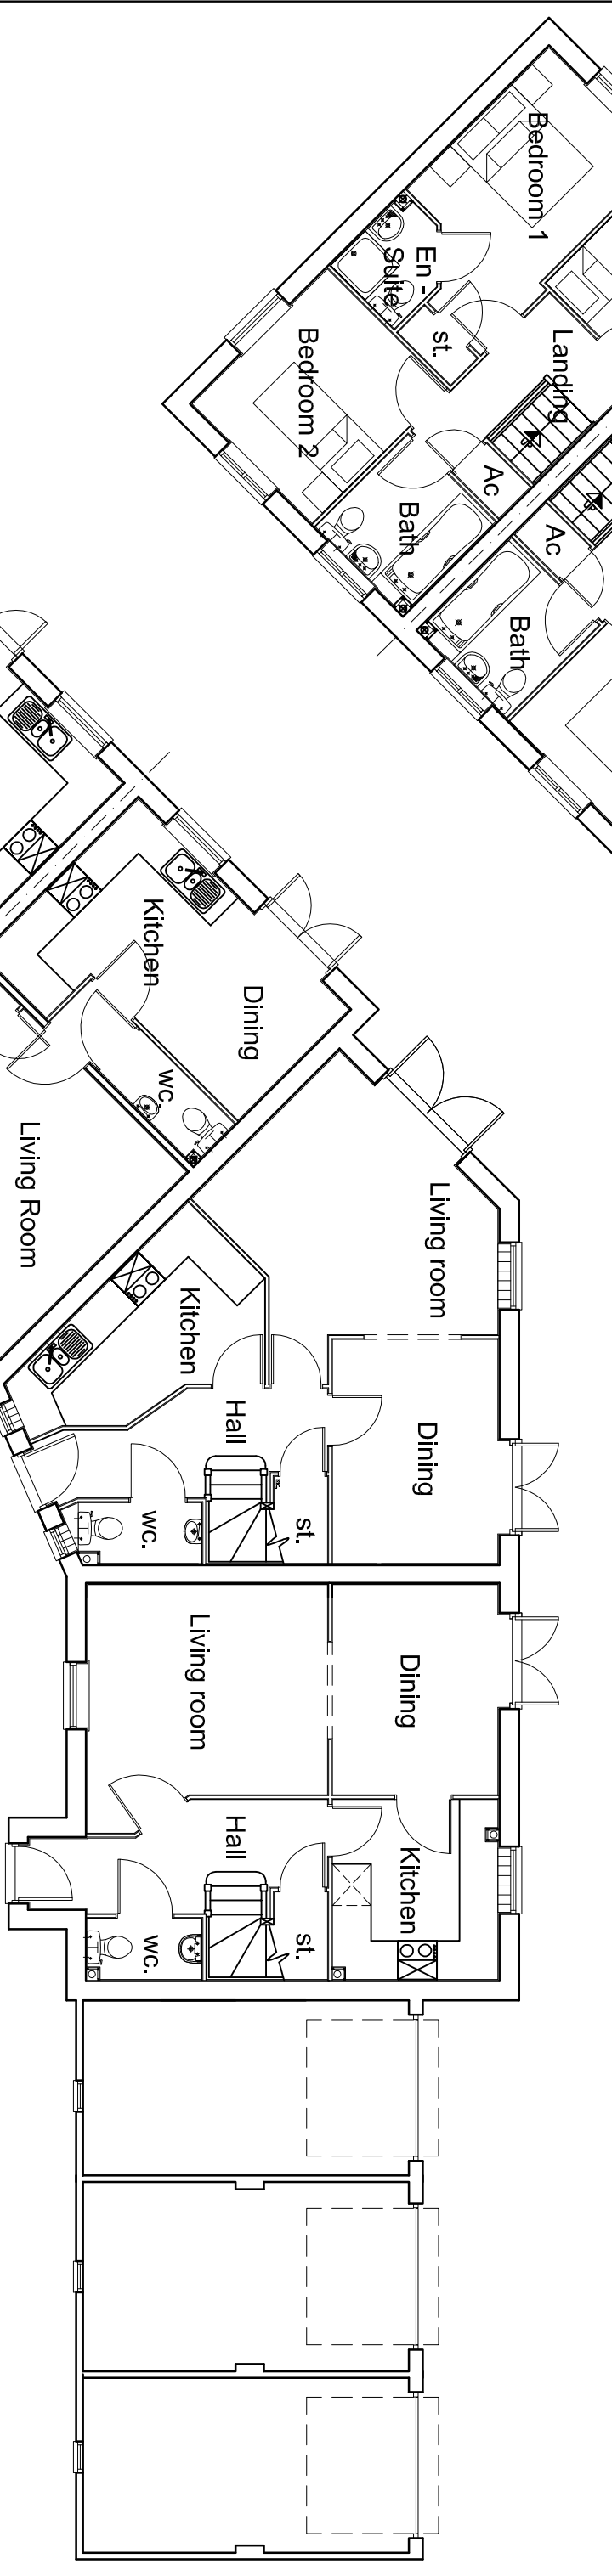 Bedroom 1
En -
Suite
st.
Landing
Bedroom 2
Ac
Bath
Ac
Bath
Kitchen
Dining
wc.
Living Room
Living room
Kitchen
Hall
Dining
wc.
st.
Living room
Dining
Hall
Kitchen
wc.
st.